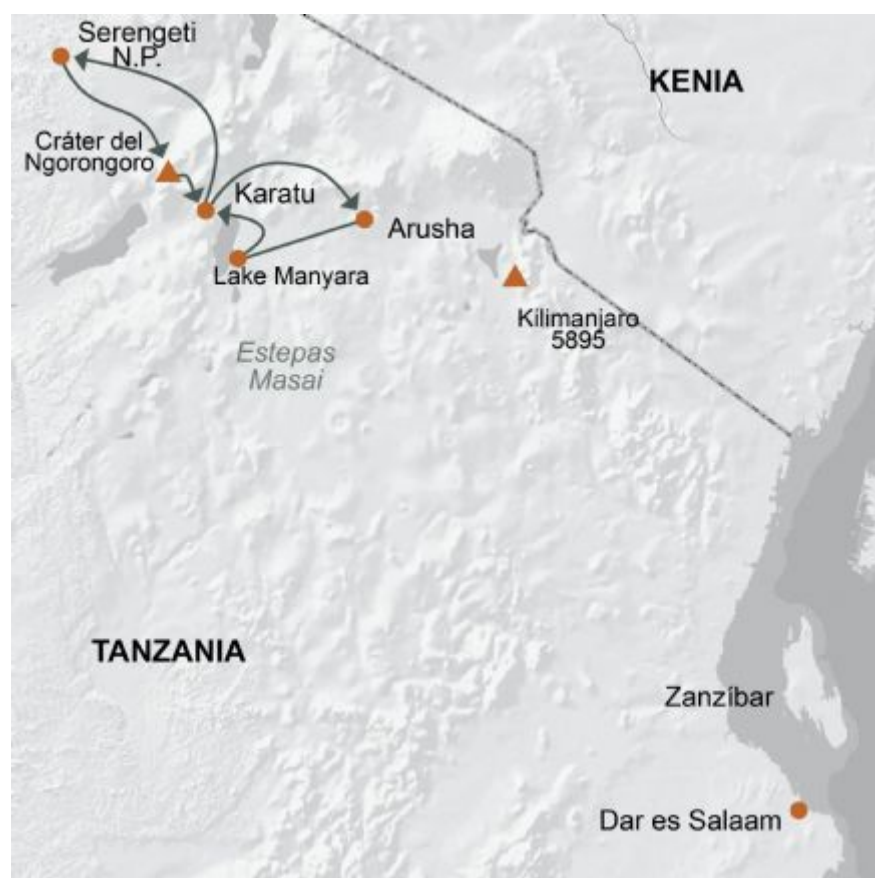 Serengeti
N.P.
KENIA
Cráter del
Ngorongoro
Karatu
Arusha
Lake Manyara
Kilimanjaro
5895
Estepas
Masai
TANZANIA
Zanzíbar
Dar es Salaam